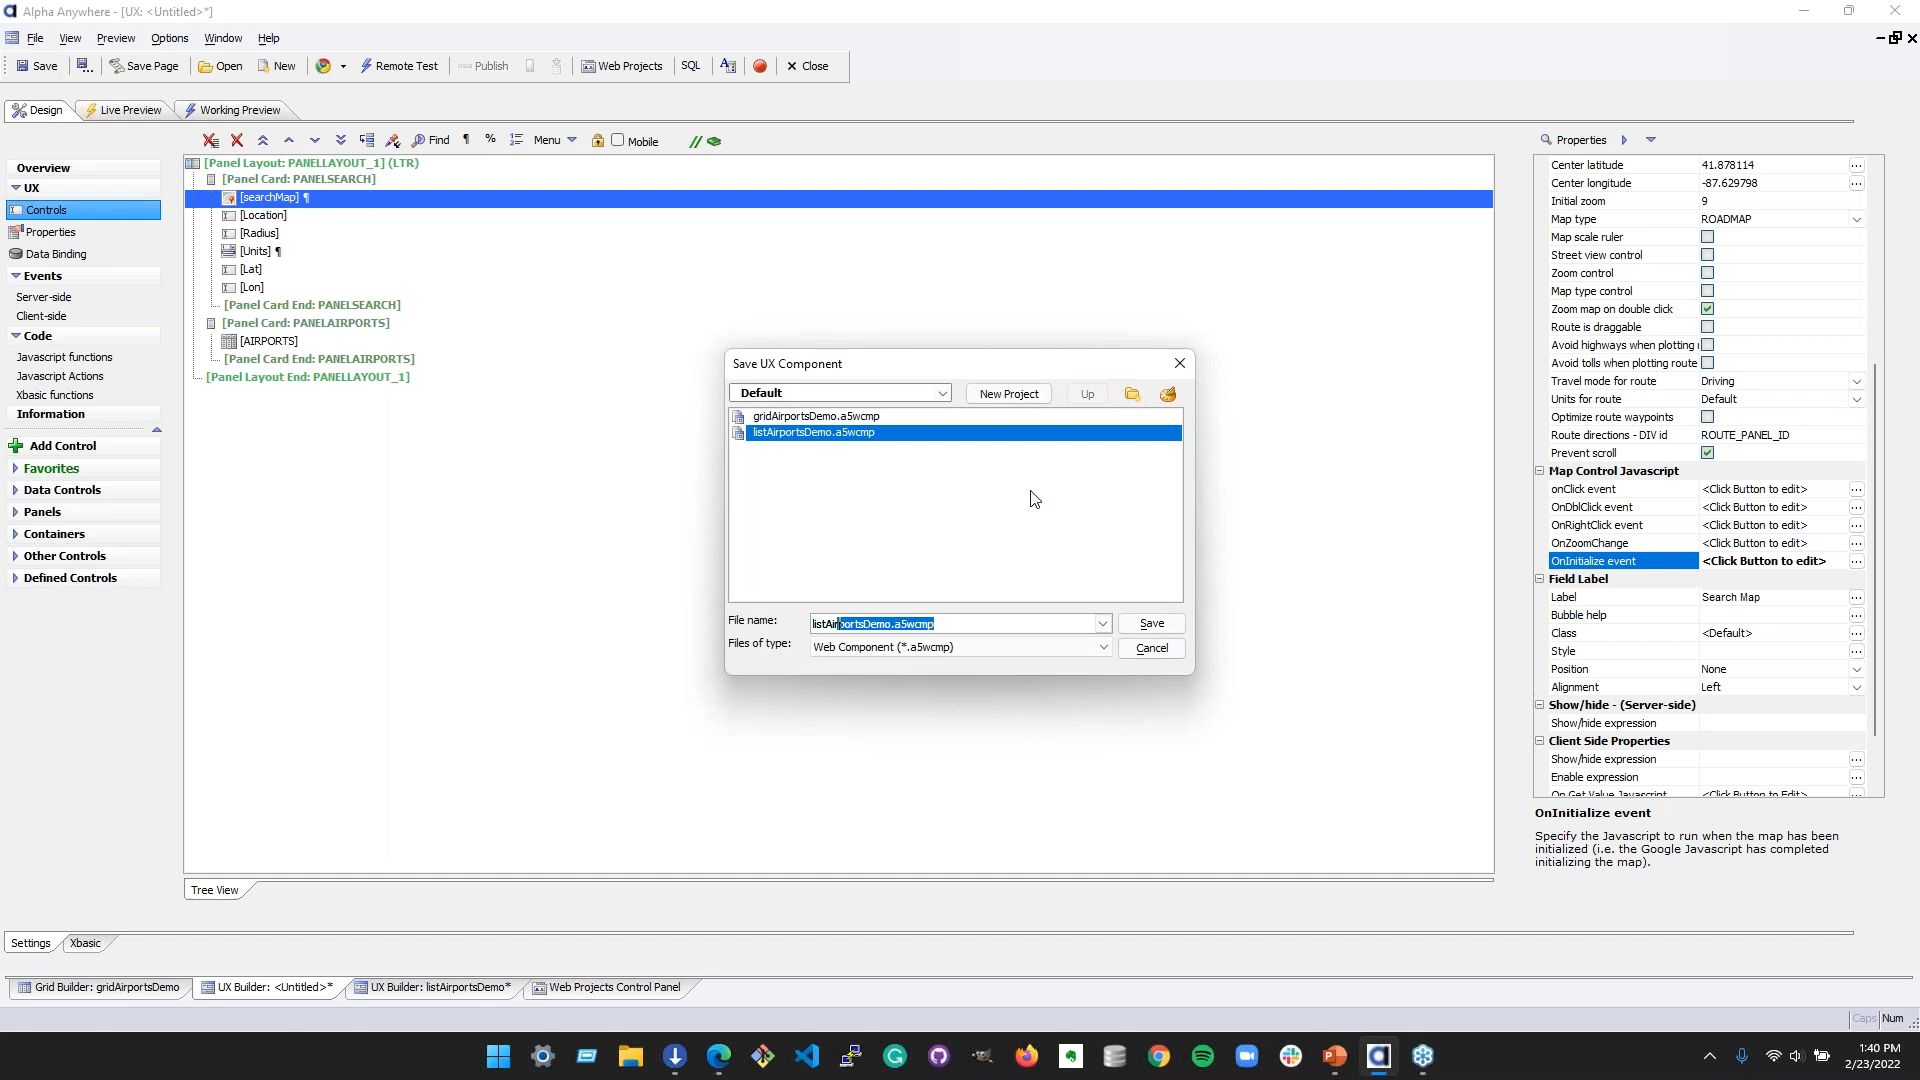 Alpha Anywhere - [UX: <Untitled>*]
File View Preview Options Window Help
Save Save Page Open New Remote Test Publish Web Projects SQL Close
Design Live Preview Working Preview
Find ¶ % Menu Mobile //
Properties
Overview
UX
Controls
Properties
Data Binding
Events
Server-side
Client-side
Code
Javascript functions
Javascript Actions
Xbasic functions
Information
Add Control
Favorites
Data Controls
Panels
Containers
Other Controls
Defined Controls
[Panel Layout: PANELLAYOUT_1] (LTR)
[Panel Card: PANELSEARCH]
[searchMap] ¶
[Location]
[Radius]
[Units] ¶
[Lat]
[Lon]
[Panel Card End: PANELSEARCH]
[Panel Card: PANELAIRPORTS]
[AIRPORTS]
[Panel Card End: PANELAIRPORTS]
[Panel Layout End: PANELLAYOUT_1]
Save UX Component
Default New Project Up
gridAirportsDemo.a5wcmp
listAirportsDemo.a5wcmp
File name: listAirportsDemo.a5wcmp Save
Files of type: Web Component (*.a5wcmp) Cancel
Center latitude 41.878114 ...
Center longitude -87.629798 ...
Initial zoom 9
Map type ROADMAP
Map scale ruler
Street view control
Zoom control
Map type control
Zoom map on double click
Route is draggable
Avoid highways when plotting
Avoid tolls when plotting route
Travel mode for route Driving
Units for route Default
Optimize route waypoints
Route directions - DIV id ROUTE_PANEL_ID
Prevent scroll
Map Control Javascript
onClick event <Click Button to edit> ...
OnDblClick event <Click Button to edit> ...
OnRightClick event <Click Button to edit> ...
OnZoomChange <Click Button to edit> ...
OnInitialize event <Click Button to edit> ...
Field Label
Label Search Map ...
Bubble help ...
Class <Default> ...
Style ...
Position None
Alignment Left
Show/hide - (Server-side)
Show/hide expression
Client Side Properties
Show/hide expression ...
Enable expression ...
On Get Value Javascript <Click Button to Edit> ...
OnInitialize event
Specify the Javascript to run when the map has been
initialized (i.e. the Google Javascript has completed
initializing the map).
Tree View
Settings Xbasic
Grid Builder: gridAirportsDemo UX Builder: <Untitled>* UX Builder: listAirportsDemo* Web Projects Control Panel
Caps Num
1:40 PM
2/23/2022